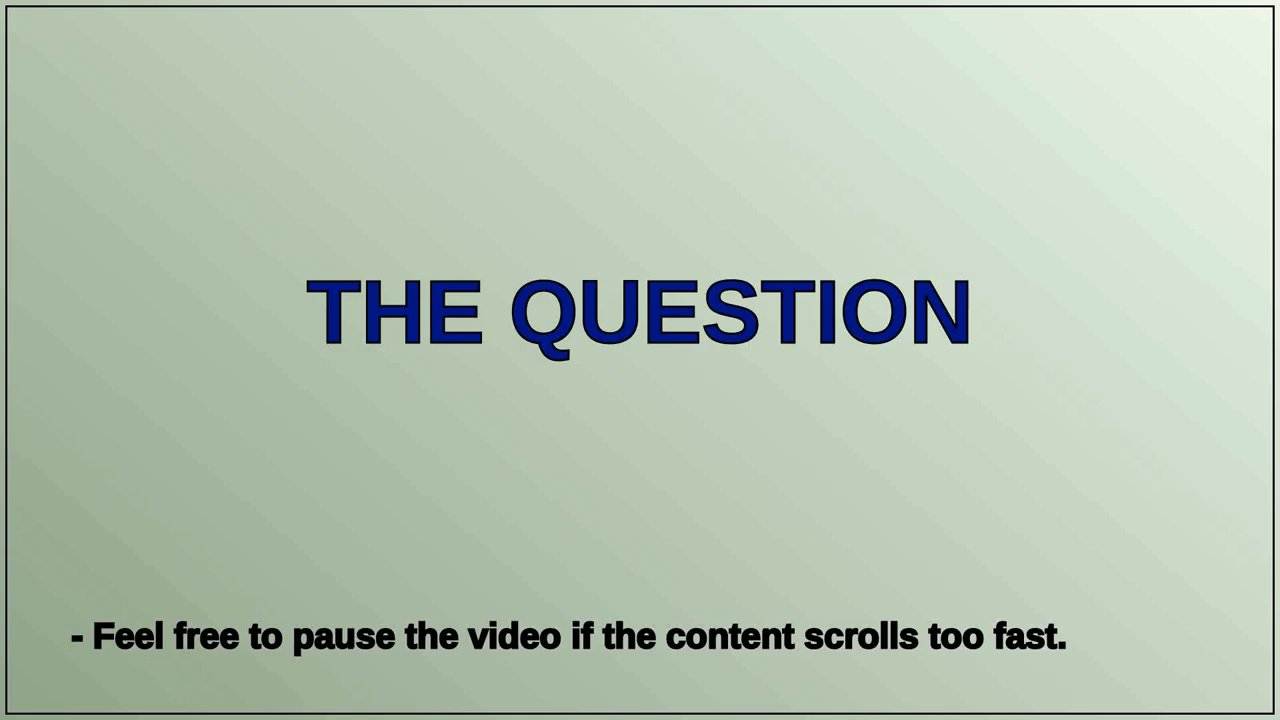 THE QUESTION
- Feel free to pause the video if the content scrolls too fast.